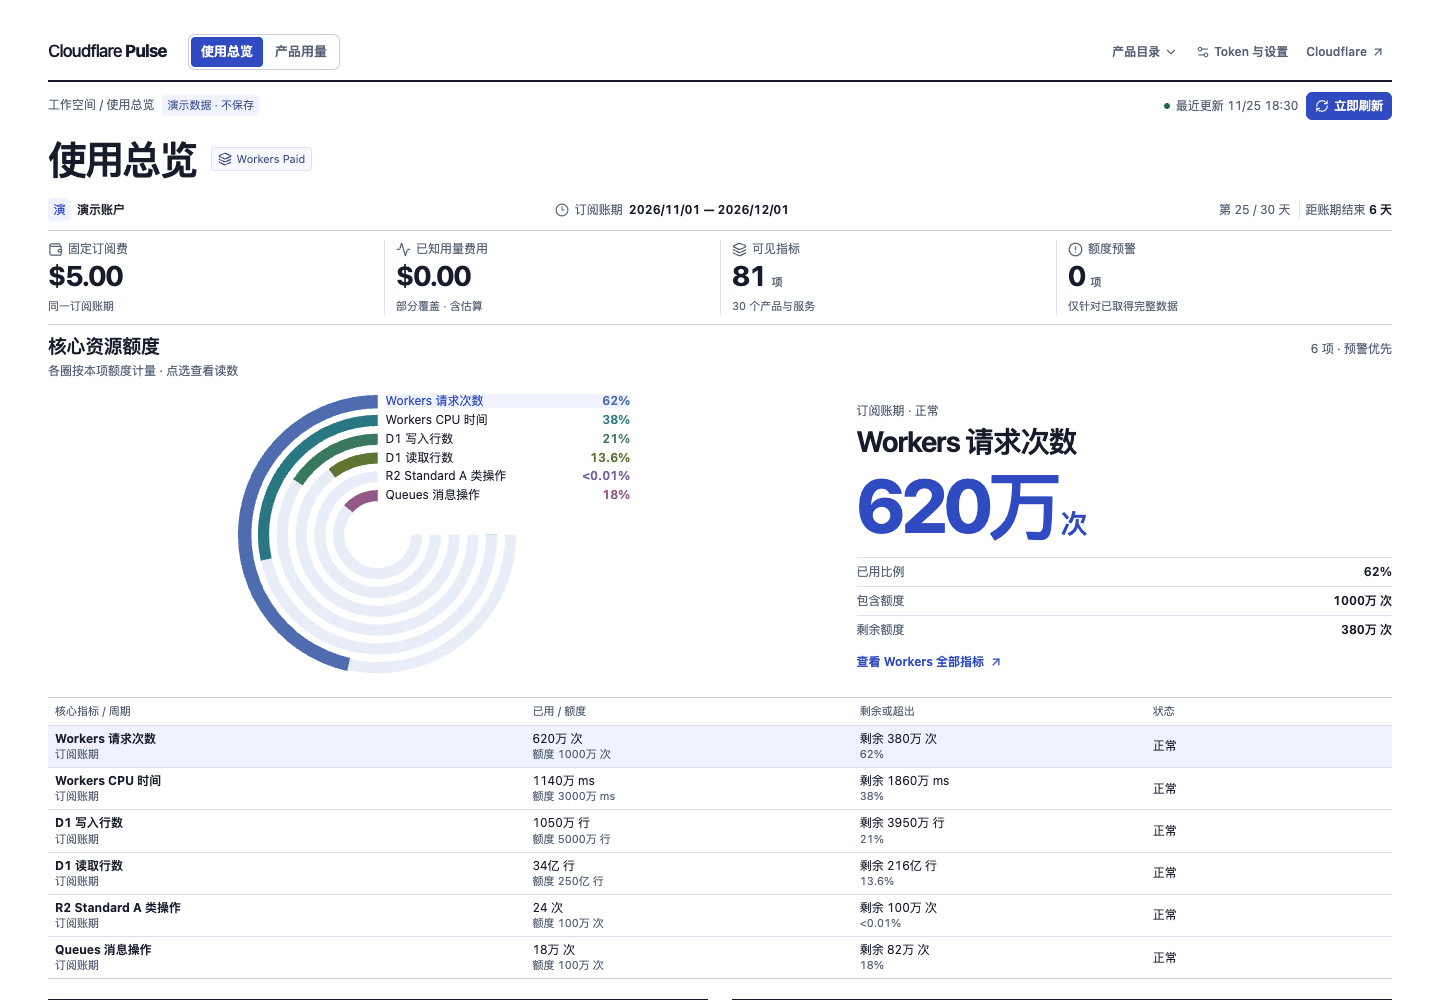 Cloudflare Pulse 使用总览 产品用量 产品目录 Token 与设置 Cloudflare
工作空间 / 使用总览 演示数据 · 不保存 最近更新 11/25 18:30 立即刷新
使用总览 Workers Paid
演 演示账户 订阅账期 2026/11/01 — 2026/12/01 第 25 / 30 天 距账期结束 6 天
固定订阅费 已知用量费用 可见指标 额度预警
$5.00 $0.00 81 项 0 项
同一订阅账期 部分覆盖 · 含估算 30 个产品与服务 仅针对已取得完整数据
核心资源额度 6 项 · 预警优先
各圈按本项额度计量 · 点选查看读数
Workers 请求次数 62%
Workers CPU 时间 38%
D1 写入行数 21%
D1 读取行数 13.6%
R2 Standard A 类操作 <0.01%
Queues 消息操作 18%
订阅账期 · 正常
Workers 请求次数
620万 次
已用比例 62%
包含额度 1000万 次
剩余额度 380万 次
查看 Workers 全部指标
核心指标 / 周期 已用 / 额度 剩余或超出 状态
Workers 请求次数 620万 次 剩余 380万 次 正常
订阅账期 额度 1000万 次 62%
Workers CPU 时间 1140万 ms 剩余 1860万 ms 正常
订阅账期 额度 3000万 ms 38%
D1 写入行数 1050万 行 剩余 3950万 行 正常
订阅账期 额度 5000万 行 21%
D1 读取行数 34亿 行 剩余 216亿 行 正常
订阅账期 额度 250亿 行 13.6%
R2 Standard A 类操作 24 次 剩余 100万 次 正常
订阅账期 额度 100万 次 <0.01%
Queues 消息操作 18万 次 剩余 82万 次 正常
订阅账期 额度 100万 次 18%